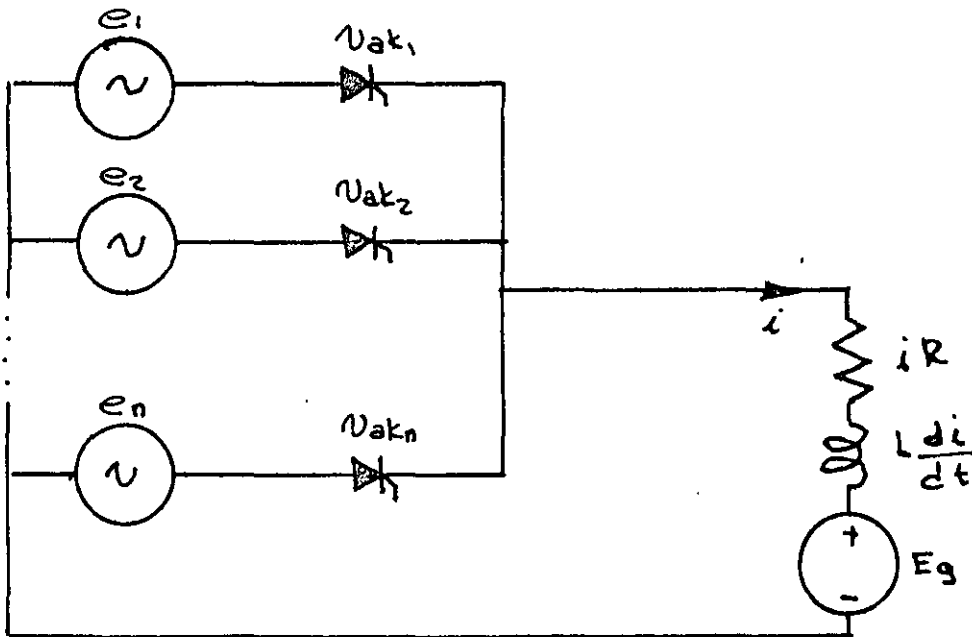 e₁
vak₁
e₂
vak₂
i
iR
eₙ
vakₙ
L di/dt
+
Eg
-